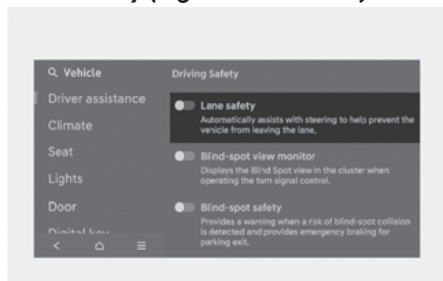 Vehicle
Driving Safety
Driver assistance
Climate
Seat
Lights
Door
Lane safety
Automatically assists with steering to help prevent the
vehicle from leaving the lane.
Blind-spot view monitor
Displays the Blind Spot view in the cluster when
operating the turn signal control.
Blind-spot safety
Provides a warning when a risk of blind-spot collision
is detected and provides emergency braking for
parking exit.